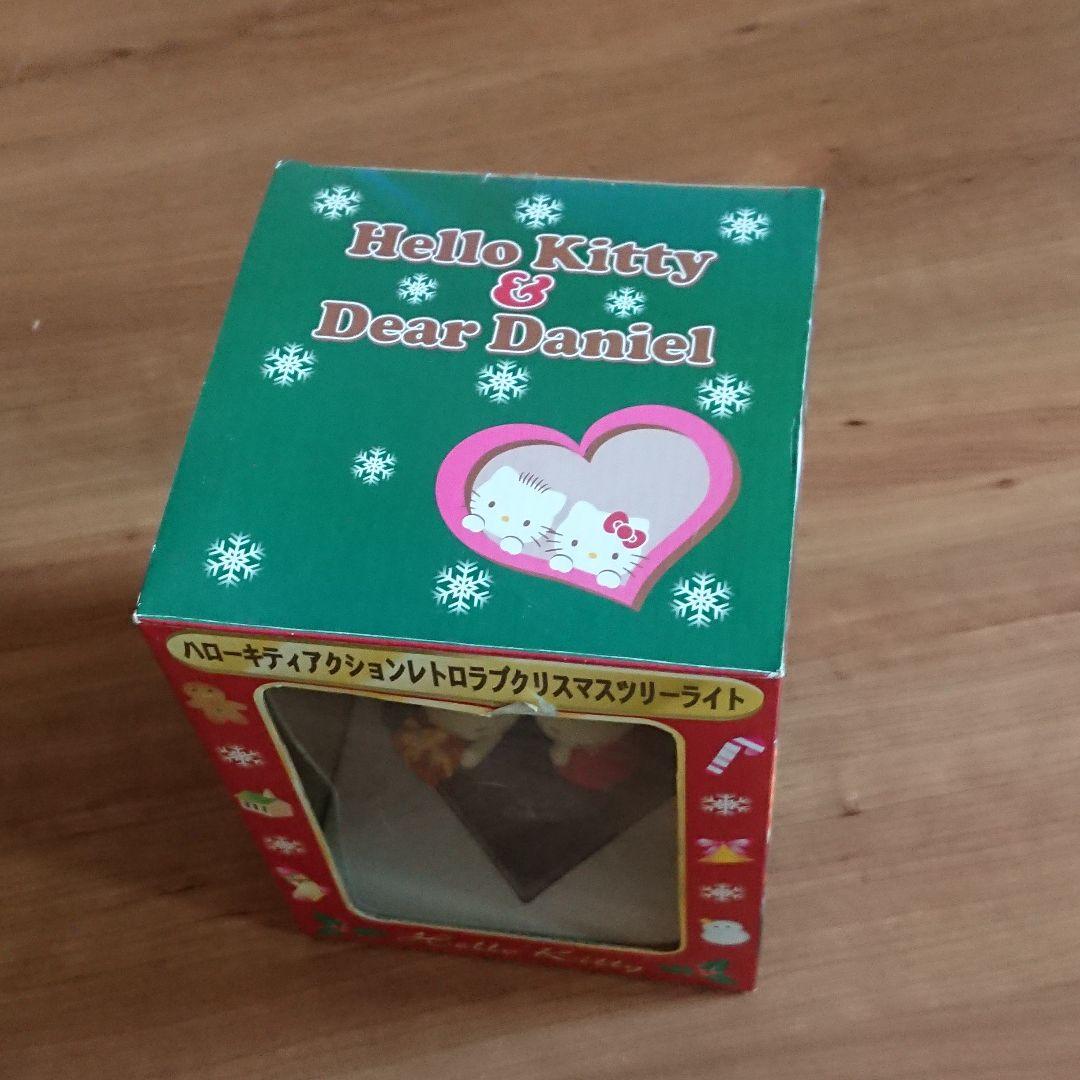 Hello Kitty
&
Dear Daniel
ハローキティアクションレトロラブクリスマスツリーライト
Hello Kitty